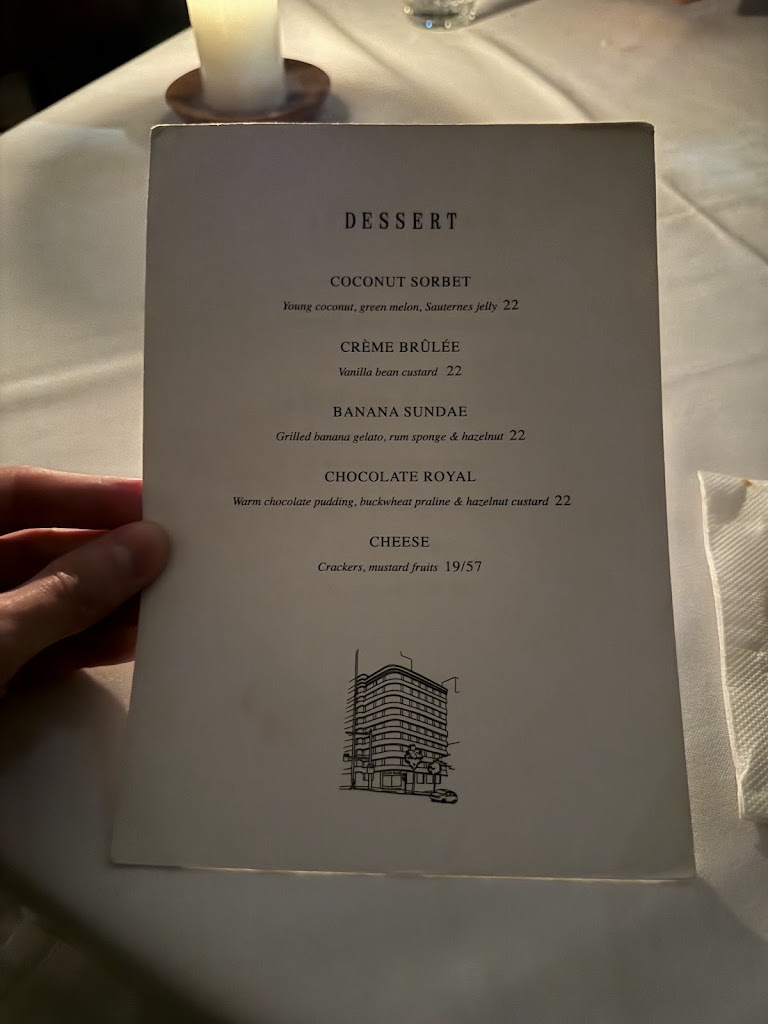 DESSERT
COCONUT SORBET
Young coconut, green melon, Sauternes jelly 22
CRÈME BRÛLÉE
Vanilla bean custard 22
BANANA SUNDAE
Grilled banana gelato, rum sponge & hazelnut 22
CHOCOLATE ROYAL
Warm chocolate pudding, buckwheat praline & hazelnut custard 22
CHEESE
Crackers, mustard fruits 19/57